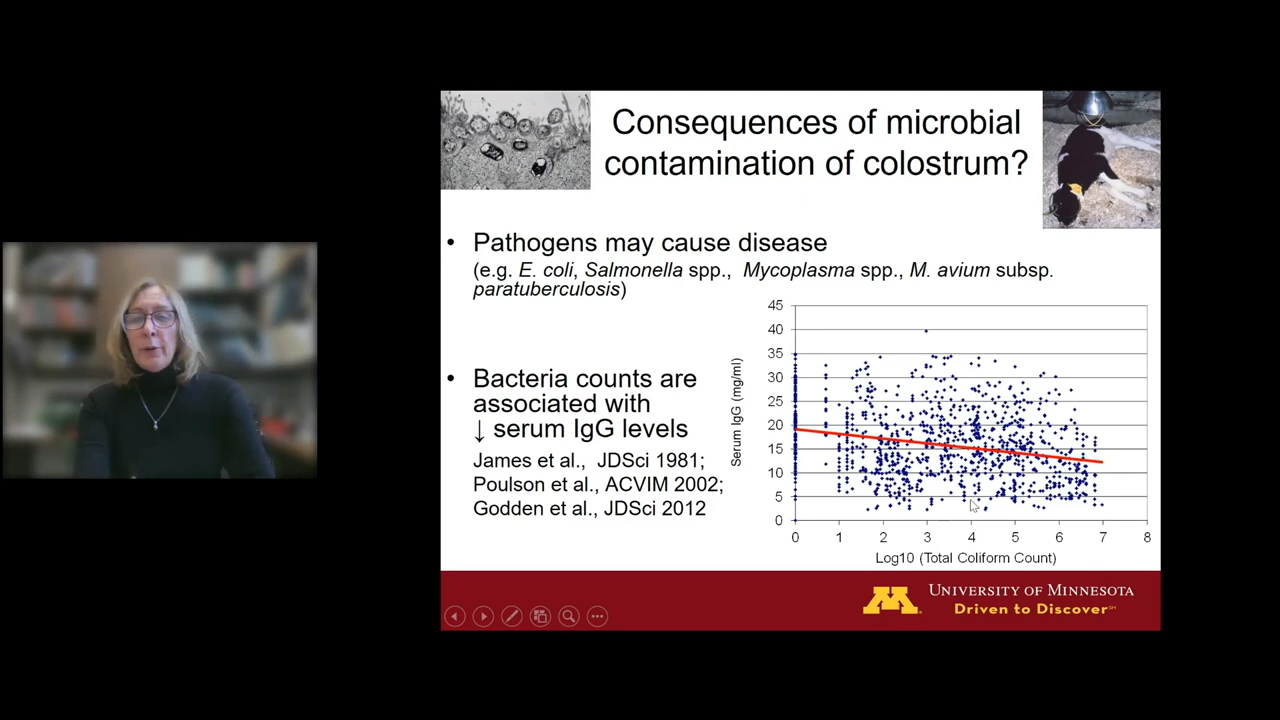 Consequences of microbial
contamination of colostrum?
• Pathogens may cause disease
(e.g. E. coli, Salmonella spp., Mycoplasma spp., M. avium subsp.
paratuberculosis)
• Bacteria counts are
associated with
↓ serum IgG levels
James et al., JDSci 1981;
Poulson et al., ACVIM 2002;
Godden et al., JDSci 2012
Serum IgG (mg/ml)
45
40
35
30
25
20
15
10
5
0
0 1 2 3 4 5 6 7 8
Log10 (Total Coliform Count)
M
UNIVERSITY OF MINNESOTA
Driven to Discover℠